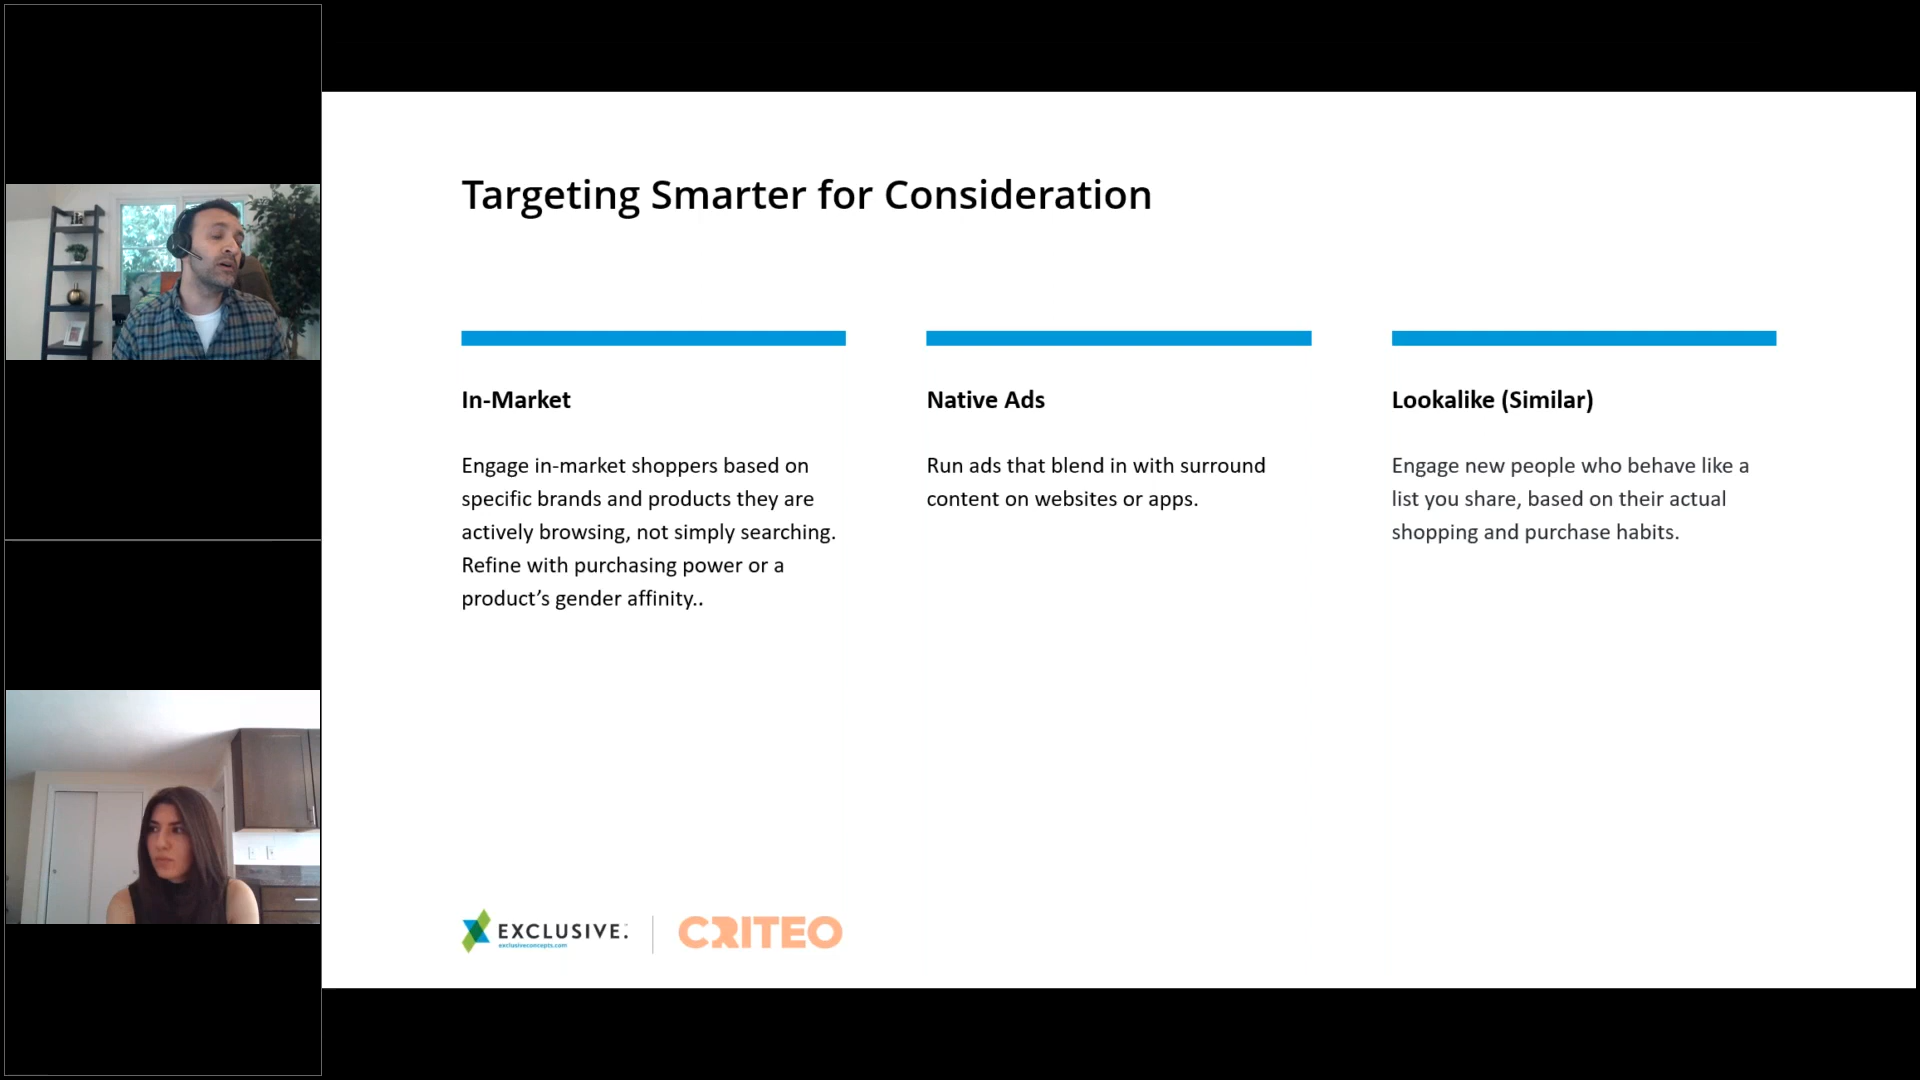 Targeting Smarter for Consideration
In-Market
Engage in-market shoppers based on
specific brands and products they are
actively browsing, not simply searching.
Refine with purchasing power or a
product’s gender affinity..
Native Ads
Run ads that blend in with surround
content on websites or apps.
Lookalike (Similar)
Engage new people who behave like a
list you share, based on their actual
shopping and purchase habits.
EXCLUSIVE
exclusiveconcepts.com
CRITEO